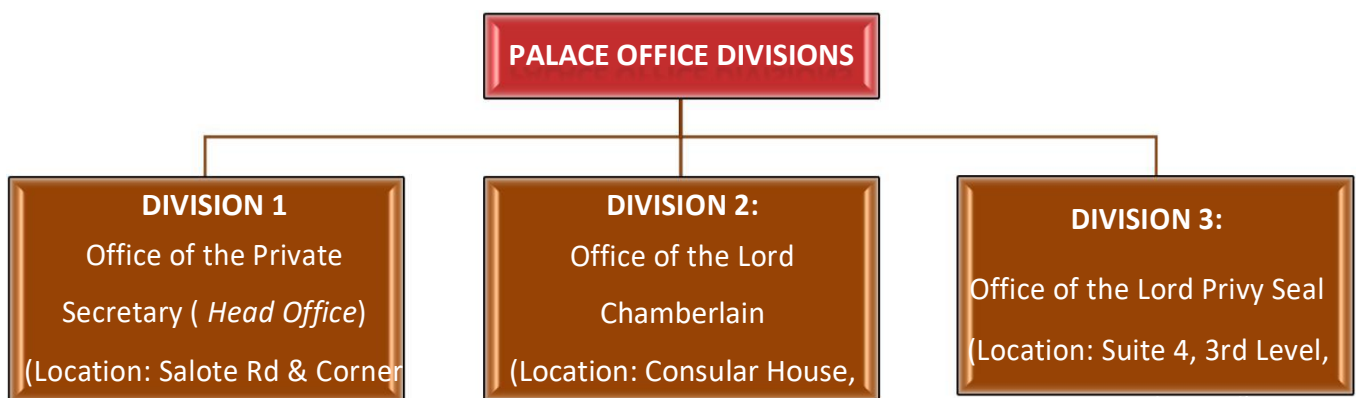 PALACE OFFICE DIVISIONS
DIVISION 1
Office of the Private
Secretary ( Head Office)
(Location: Salote Rd & Corner
DIVISION 2:
Office of the Lord
Chamberlain
(Location: Consular House,
DIVISION 3:
Office of the Lord Privy Seal
(Location: Suite 4, 3rd Level,